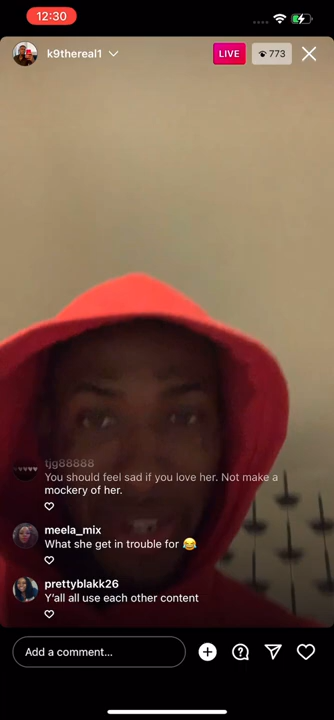 12:30
k9thereal1
LIVE
773
tjg88888
You should feel sad if you love her. Not make a
mockery of her.
meela_mix
What she get in trouble for 😂
prettyblakk26
Y'all all use each other content
Add a comment...